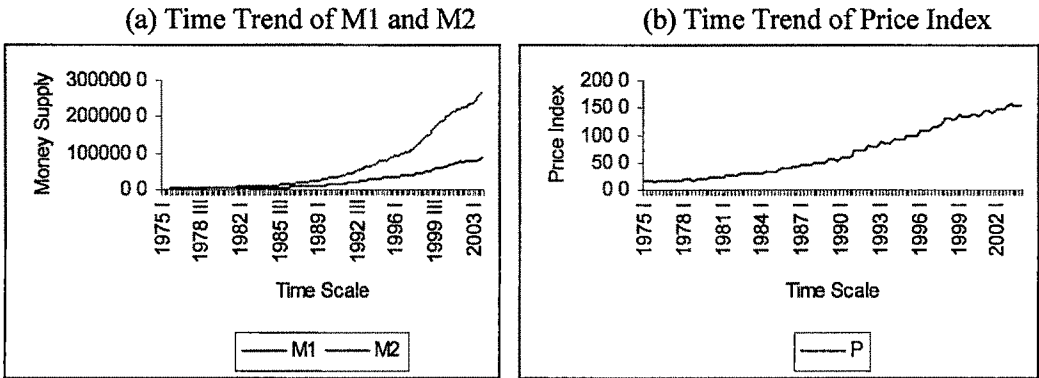 (a) Time Trend of M1 and M2
Money Supply
300000 0
200000 0
100000 0
0 0
1975 I
1978 III
1982 I
1985 III
1989 I
1992 III
1996 I
1999 III
2003 I
Time Scale
M1 M2
(b) Time Trend of Price Index
Price Index
200 0
150 0
100 0
50 0
0 0
1975 I
1978 I
1981 I
1984 I
1987 I
1990 I
1993 I
1996 I
1999 I
2002 I
Time Scale
P